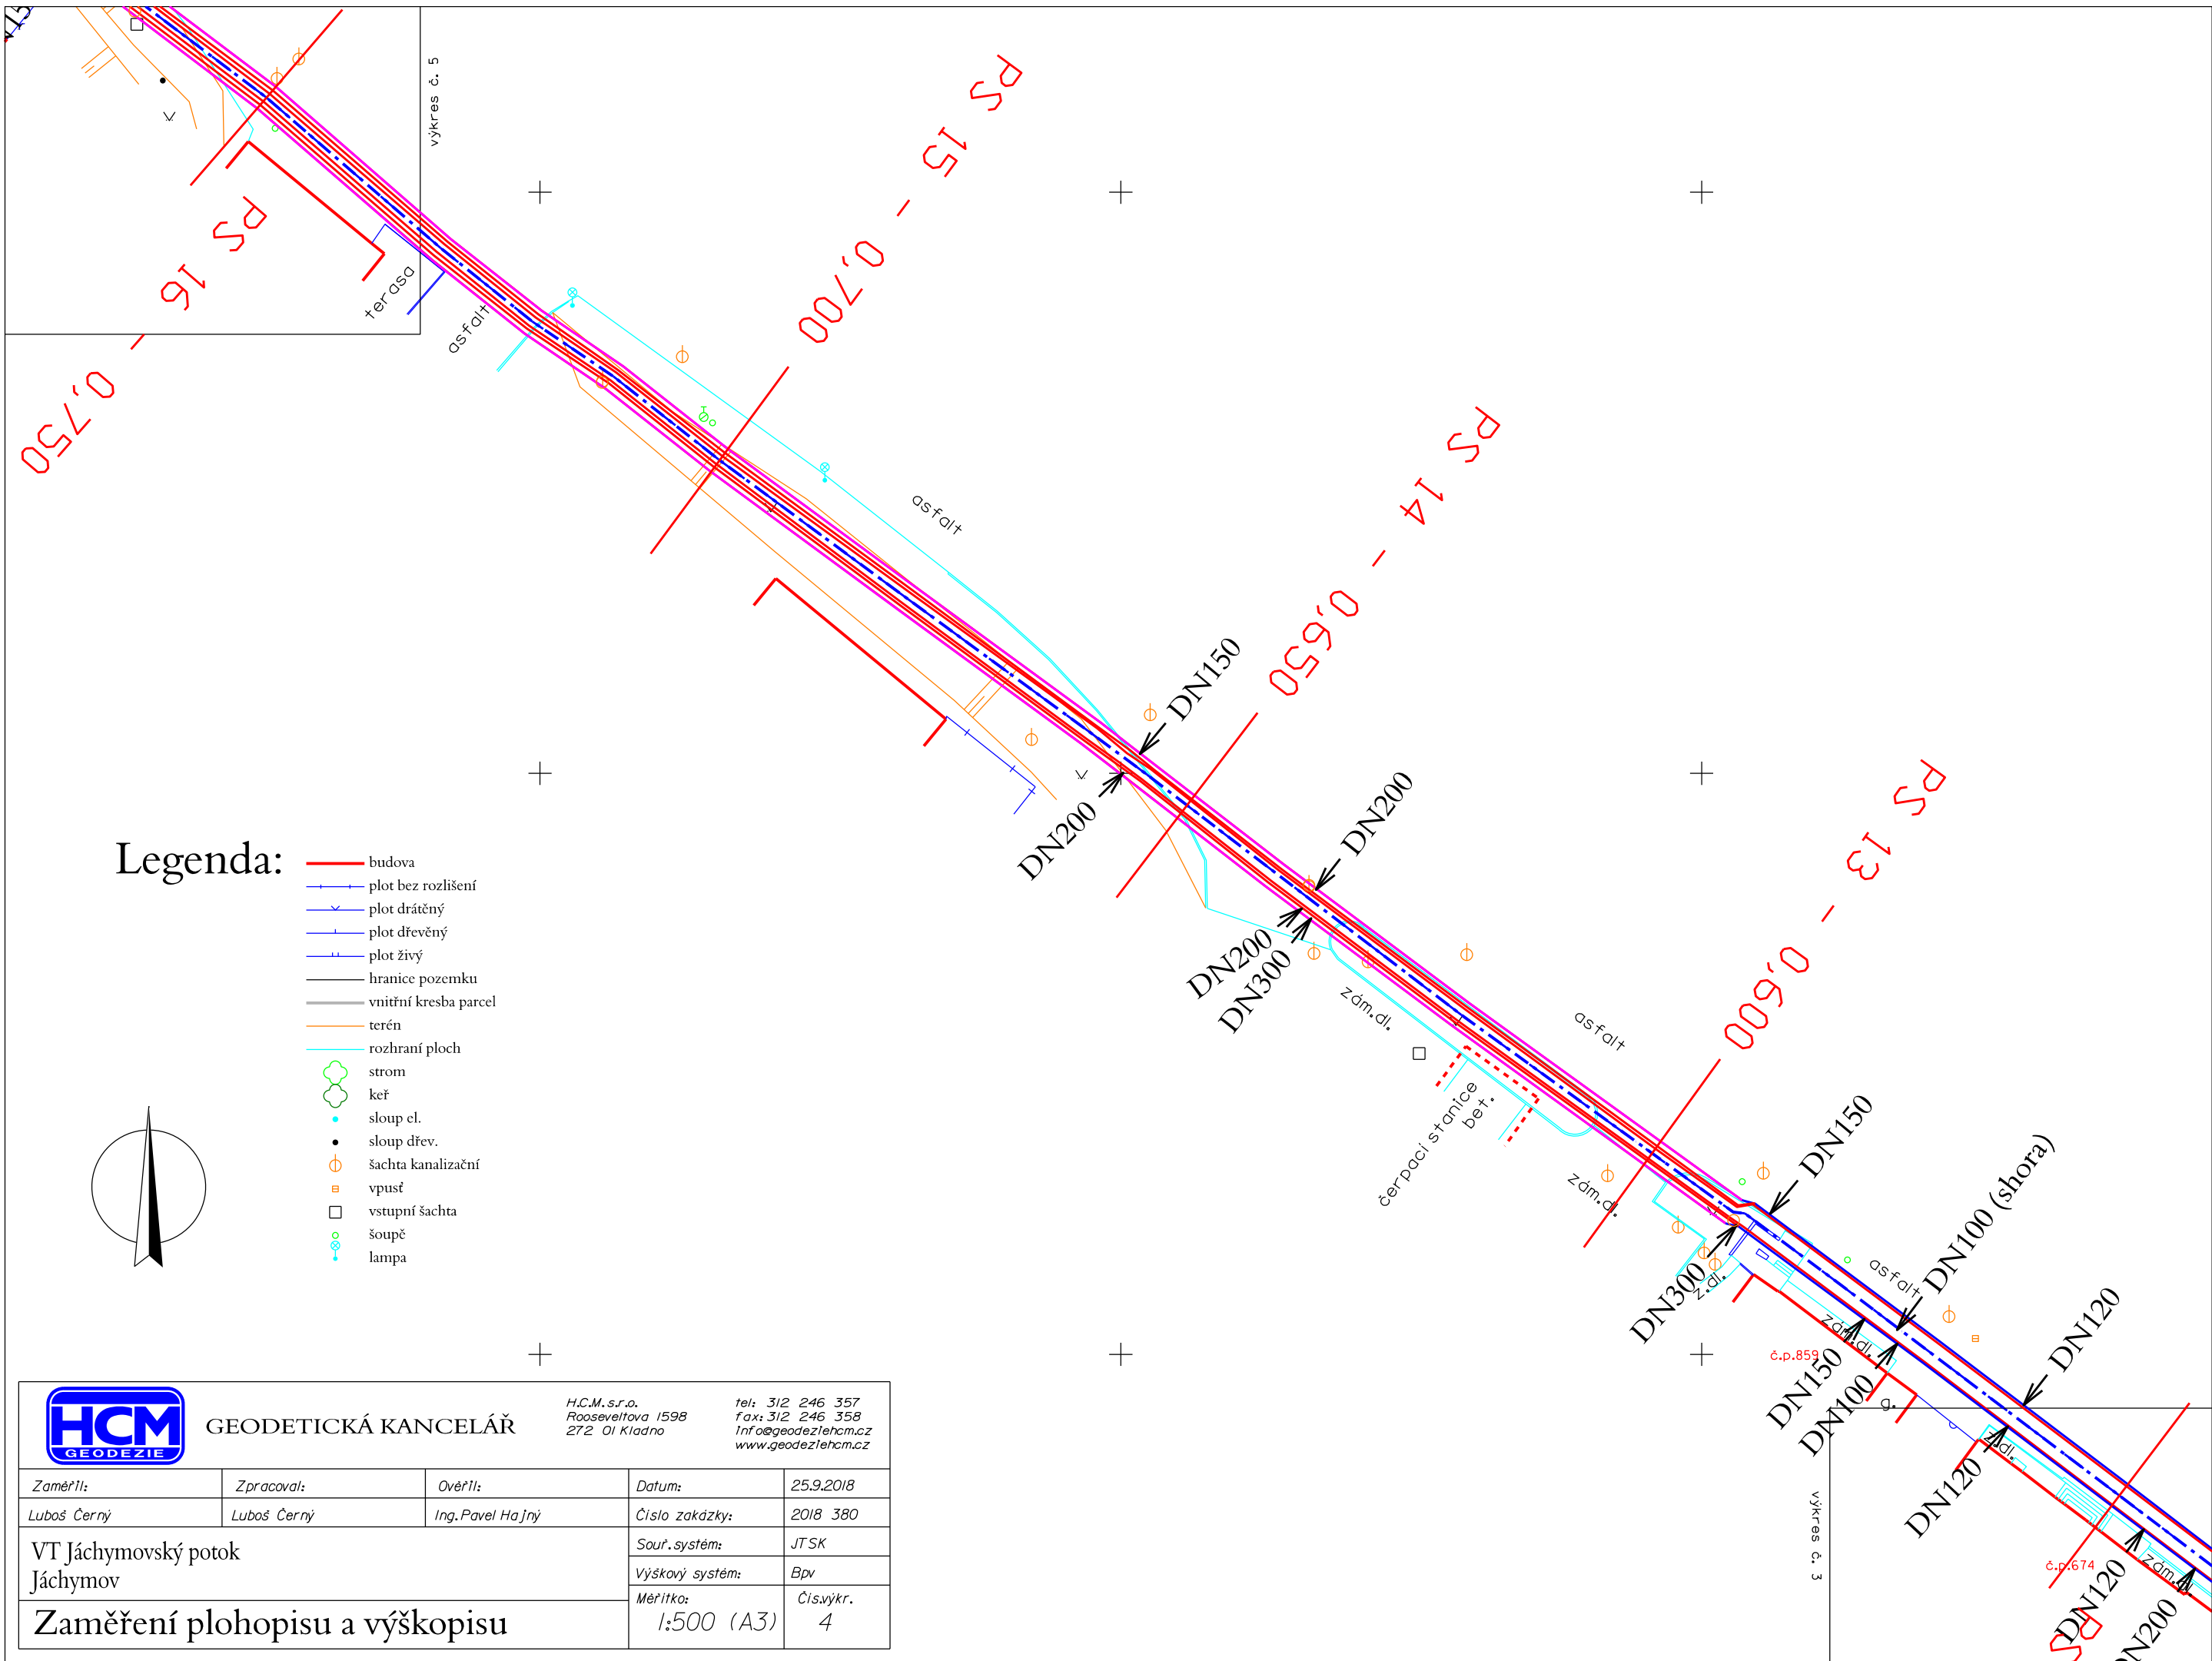 výkres č. 5
PS 16 - 0,750
PS 15 - 0,700
PS 14 - 0,650
PS 13 - 0,600
terasa
asfalt
asfalt
DN150
DN200
DN200
DN200
DN300
zám.dl.
asfalt
čerpaci stanice
bet.
zám.dl.
DN150
DN100 (shora)
asfalt
DN300
z.dl.
zám.dl.
č.p.859
DN150
DN100
g.
DN120
z.dl.
DN120
výkres č. 3
č.p.674
zám.dl.
DN120
DN200
PS
Legenda:
budova
plot bez rozlišení
plot drátěný
plot dřevěný
plot živý
hranice pozemku
vnitřní kresba parcel
terén
rozhraní ploch
strom
keř
sloup el.
sloup dřev.
šachta kanalizační
vpusť
vstupní šachta
šoupě
lampa
HCM
GEODEZIE
GEODETICKÁ KANCELÁŘ
H.C.M. s.r.o.
Rooseveltova 1598
272 01 Kladno
tel: 312 246 357
fax: 312 246 358
info@geodeziehcm.cz
www.geodeziehcm.cz
Zaměřil: Zpracoval: Ověřil: Datum: 25.9.2018
Luboš Černý Luboš Černý Ing.Pavel Hajný Číslo zakázky: 2018 380
VT Jáchymovský potok
Jáchymov
Souř.systém: JTSK
Výškový systém: Bpv
Zaměření plohopisu a výškopisu
Měřítko: 1:500 (A3)
Čís.výkr. 4